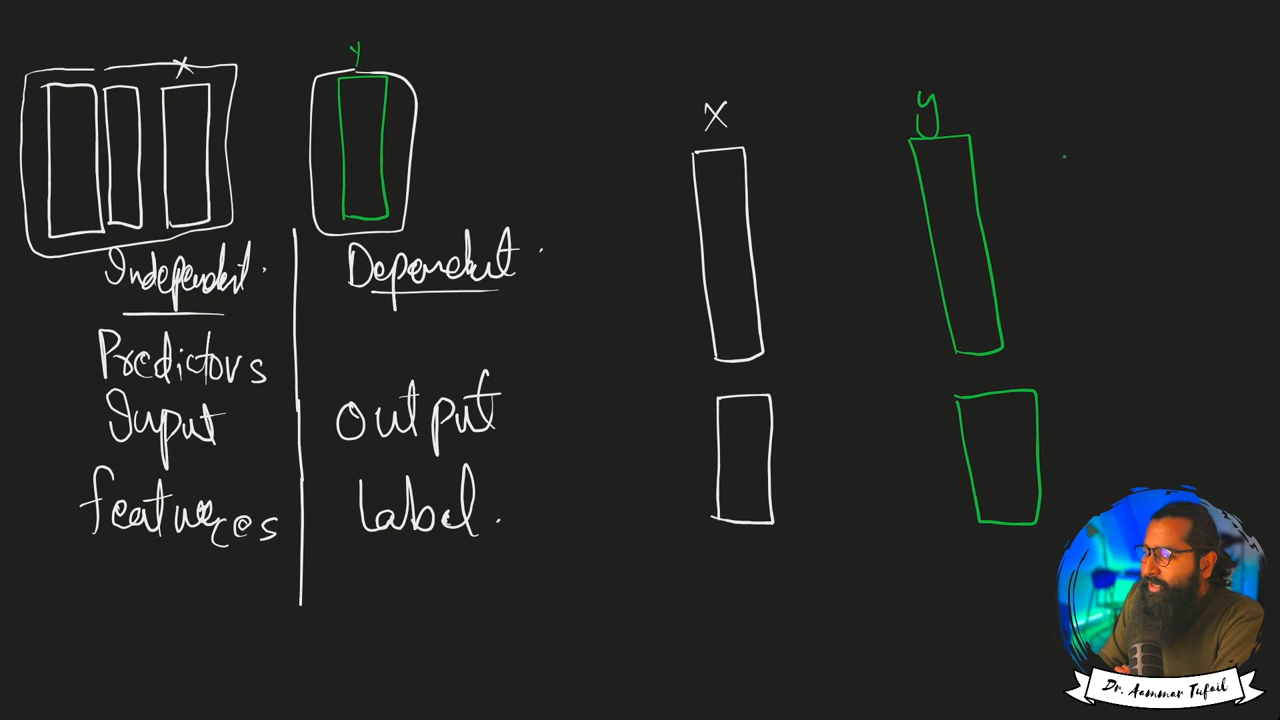 X
y
Independent.
Dependent.
Predictors
Input
Output
features
Label.
X
y
Dr. Aammar Tufail